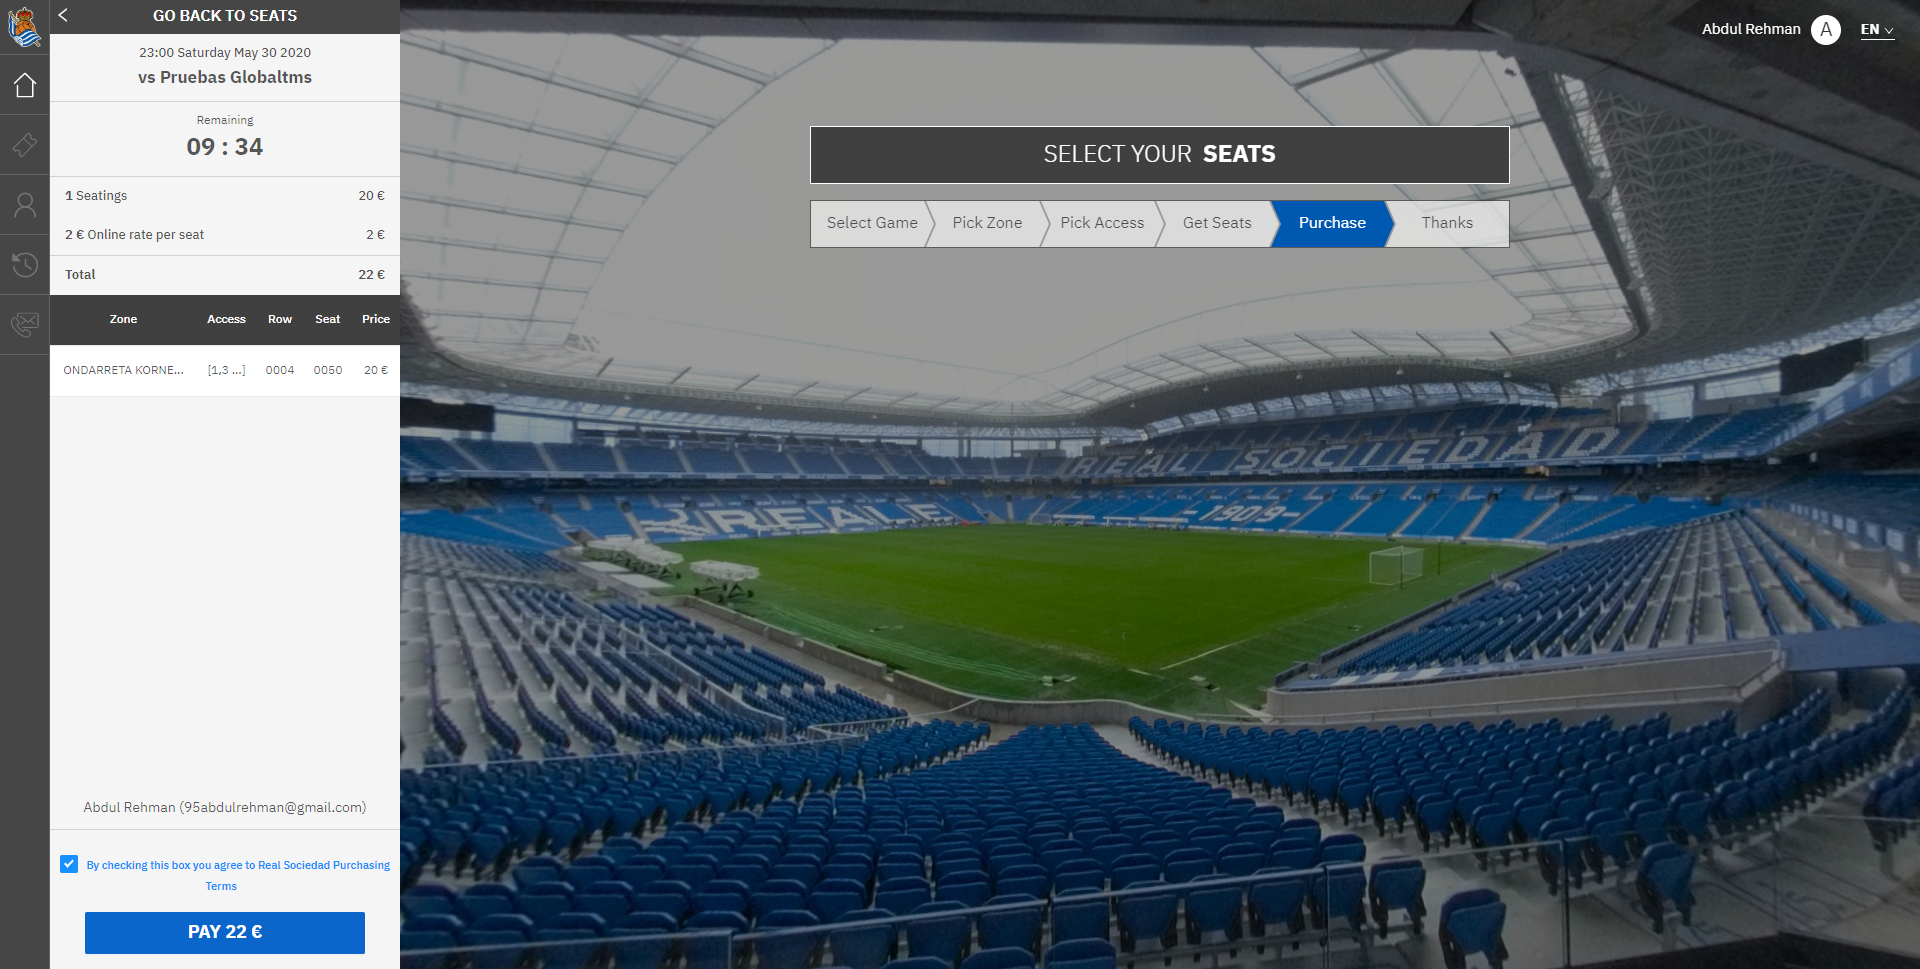 GO BACK TO SEATS
23:00 Saturday May 30 2020
vs Pruebas Globaltms
Remaining
09 : 34
1 Seatings 20 €
2 € Online rate per seat 2 €
Total 22 €
Zone Access Row Seat Price
ONDARRETA KORNE... [1,3 ...] 0004 0050 20 €
Abdul Rehman (95abdulrehman@gmail.com)
By checking this box you agree to Real Sociedad Purchasing
Terms
PAY 22 €
Abdul Rehman A EN
SELECT YOUR SEATS
Select Game Pick Zone Pick Access Get Seats Purchase Thanks
REAL SOCIEDAD
REALE
-1909-